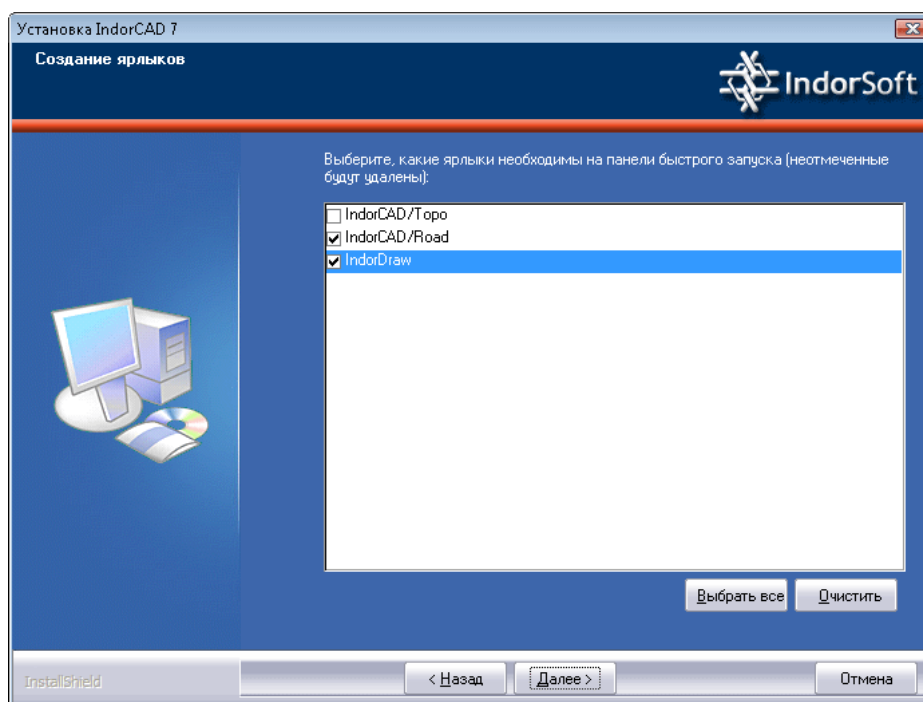 Установка IndorCAD 7
Создание ярлыков
IndorSoft
Выберите, какие ярлыки необходимы на панели быстрого запуска (неотмеченные
будут удалены):
IndorCAD/Topo
IndorCAD/Road
IndorDraw
Выбрать все
Очистить
InstallShield
< Назад
Далее >
Отмена